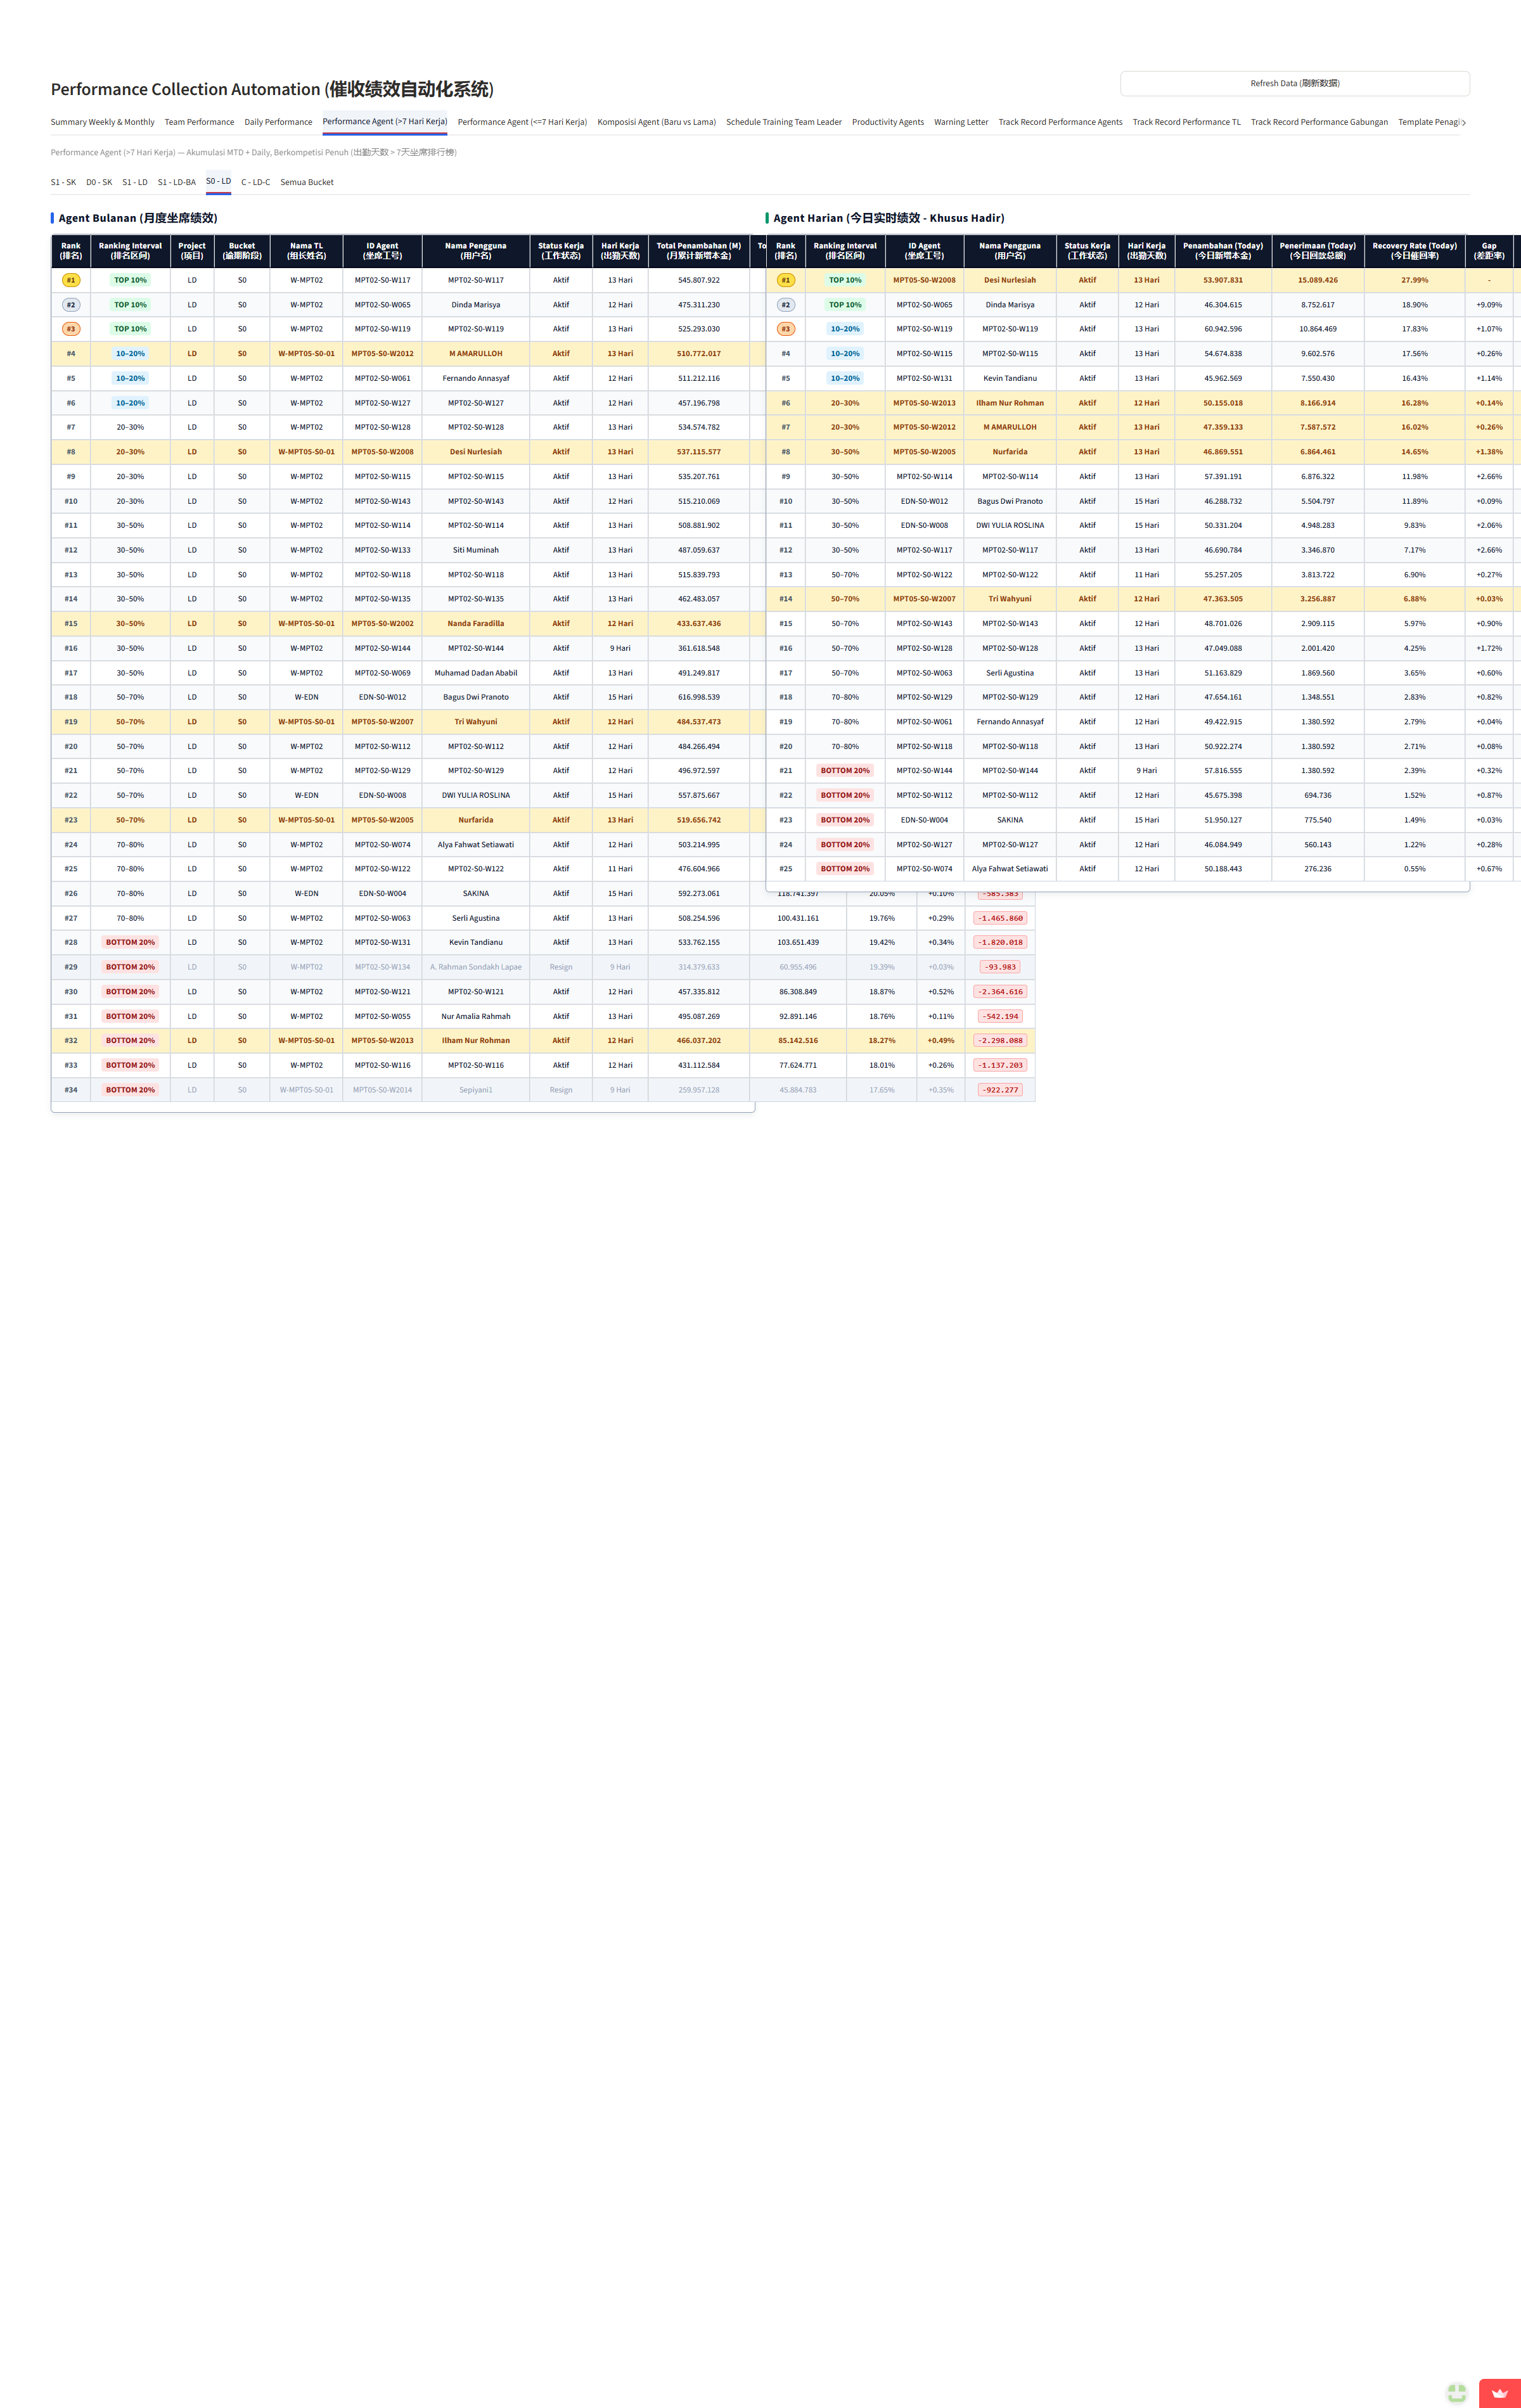 Performance Collection Automation (催收绩效自动化系统)
Refresh Data (刷新数据)
Summary Weekly & Monthly Team Performance Daily Performance Performance Agent (>7 Hari Kerja) Performance Agent (<=7 Hari Kerja) Komposisi Agent (Baru vs Lama) Schedule Training Team Leader Productivity Agents Warning Letter Track Record Performance Agents Track Record Performance TL Track Record Performance Gabungan Template Penagi
Performance Agent (>7 Hari Kerja) — Akumulasi MTD + Daily, Berkompetisi Penuh (出勤天数 > 7天坐席排行榜)
S1 - SK D0 - SK S1 - LD S1 - LD-BA S0 - LD C - LD-C Semua Bucket
Agent Bulanan (月度坐席绩效)
Rank Ranking Interval Project Bucket Nama TL ID Agent Nama Pengguna Status Kerja Hari Kerja Total Penambahan (M) To
(排名) (排名区间) (项目) (逾期阶段) (组长姓名) (坐席工号) (用户名) (工作状态) (出勤天数) (月累计新增本金)
#1 TOP 10% LD S0 W-MPT02 MPT02-S0-W117 MPT02-S0-W117 Aktif 13 Hari 545.807.922
#2 TOP 10% LD S0 W-MPT02 MPT02-S0-W065 Dinda Marisya Aktif 12 Hari 475.311.230
#3 TOP 10% LD S0 W-MPT02 MPT02-S0-W119 MPT02-S0-W119 Aktif 13 Hari 525.293.030
#4 10–20% LD S0 W-MPT05-S0-01 MPT05-S0-W2012 M AMARULLOH Aktif 13 Hari 510.772.017
#5 10–20% LD S0 W-MPT02 MPT02-S0-W061 Fernando Annasyaf Aktif 12 Hari 511.212.116
#6 10–20% LD S0 W-MPT02 MPT02-S0-W127 MPT02-S0-W127 Aktif 12 Hari 457.196.798
#7 20–30% LD S0 W-MPT02 MPT02-S0-W128 MPT02-S0-W128 Aktif 13 Hari 534.574.782
#8 20–30% LD S0 W-MPT05-S0-01 MPT05-S0-W2008 Desi Nurlesiah Aktif 13 Hari 537.115.577
#9 20–30% LD S0 W-MPT02 MPT02-S0-W115 MPT02-S0-W115 Aktif 13 Hari 535.207.761
#10 20–30% LD S0 W-MPT02 MPT02-S0-W143 MPT02-S0-W143 Aktif 12 Hari 515.210.069
#11 30–50% LD S0 W-MPT02 MPT02-S0-W114 MPT02-S0-W114 Aktif 13 Hari 508.881.902
#12 30–50% LD S0 W-MPT02 MPT02-S0-W133 Siti Muminah Aktif 13 Hari 487.059.637
#13 30–50% LD S0 W-MPT02 MPT02-S0-W118 MPT02-S0-W118 Aktif 13 Hari 515.839.793
#14 30–50% LD S0 W-MPT02 MPT02-S0-W135 MPT02-S0-W135 Aktif 13 Hari 462.483.057
#15 30–50% LD S0 W-MPT05-S0-01 MPT05-S0-W2002 Nanda Faradilla Aktif 12 Hari 433.637.436
#16 30–50% LD S0 W-MPT02 MPT02-S0-W144 MPT02-S0-W144 Aktif 9 Hari 361.618.548
#17 30–50% LD S0 W-MPT02 MPT02-S0-W069 Muhamad Dadan Ababil Aktif 13 Hari 491.249.817
#18 50–70% LD S0 W-EDN EDN-S0-W012 Bagus Dwi Pranoto Aktif 15 Hari 616.998.539
#19 50–70% LD S0 W-MPT05-S0-01 MPT05-S0-W2007 Tri Wahyuni Aktif 12 Hari 484.537.473
#20 50–70% LD S0 W-MPT02 MPT02-S0-W112 MPT02-S0-W112 Aktif 12 Hari 484.266.494
#21 50–70% LD S0 W-MPT02 MPT02-S0-W129 MPT02-S0-W129 Aktif 12 Hari 496.972.597
#22 50–70% LD S0 W-EDN EDN-S0-W008 DWI YULIA ROSLINA Aktif 15 Hari 557.875.667
#23 50–70% LD S0 W-MPT05-S0-01 MPT05-S0-W2005 Nurfarida Aktif 13 Hari 519.656.742
#24 70–80% LD S0 W-MPT02 MPT02-S0-W074 Alya Fahwat Setiawati Aktif 12 Hari 503.214.995
#25 70–80% LD S0 W-MPT02 MPT02-S0-W122 MPT02-S0-W122 Aktif 11 Hari 476.604.966
#26 70–80% LD S0 W-EDN EDN-S0-W004 SAKINA Aktif 15 Hari 592.273.061 118.741.397 20.05% +0.10% -585.383
#27 70–80% LD S0 W-MPT02 MPT02-S0-W063 Serli Agustina Aktif 13 Hari 508.254.596 100.431.161 19.76% +0.29% -1.465.860
#28 BOTTOM 20% LD S0 W-MPT02 MPT02-S0-W131 Kevin Tandianu Aktif 13 Hari 533.762.155 103.651.439 19.42% +0.34% -1.820.018
#29 BOTTOM 20% LD S0 W-MPT02 MPT02-S0-W134 A. Rahman Sondakh Lapae Resign 9 Hari 314.379.633 60.955.496 19.39% +0.03% -93.983
#30 BOTTOM 20% LD S0 W-MPT02 MPT02-S0-W121 MPT02-S0-W121 Aktif 12 Hari 457.335.812 86.308.849 18.87% +0.52% -2.364.616
#31 BOTTOM 20% LD S0 W-MPT02 MPT02-S0-W055 Nur Amalia Rahmah Aktif 13 Hari 495.087.269 92.891.146 18.76% +0.11% -542.194
#32 BOTTOM 20% LD S0 W-MPT05-S0-01 MPT05-S0-W2013 Ilham Nur Rohman Aktif 12 Hari 466.037.202 85.142.516 18.27% +0.49% -2.298.088
#33 BOTTOM 20% LD S0 W-MPT02 MPT02-S0-W116 MPT02-S0-W116 Aktif 12 Hari 431.112.584 77.624.771 18.01% +0.26% -1.137.203
#34 BOTTOM 20% LD S0 W-MPT05-S0-01 MPT05-S0-W2014 Sepiyani1 Resign 9 Hari 259.957.128 45.884.783 17.65% +0.35% -922.277
Agent Harian (今日实时绩效 - Khusus Hadir)
Rank Ranking Interval ID Agent Nama Pengguna Status Kerja Hari Kerja Penambahan (Today) Penerimaan (Today) Recovery Rate (Today) Gap
(排名) (排名区间) (坐席工号) (用户名) (工作状态) (出勤天数) (今日新增本金) (今日回款总额) (今日催回率) (差距率)
#1 TOP 10% MPT05-S0-W2008 Desi Nurlesiah Aktif 13 Hari 53.907.831 15.089.426 27.99% -
#2 TOP 10% MPT02-S0-W065 Dinda Marisya Aktif 12 Hari 46.304.615 8.752.617 18.90% +9.09%
#3 10–20% MPT02-S0-W119 MPT02-S0-W119 Aktif 13 Hari 60.942.596 10.864.469 17.83% +1.07%
#4 10–20% MPT02-S0-W115 MPT02-S0-W115 Aktif 13 Hari 54.674.838 9.602.576 17.56% +0.26%
#5 10–20% MPT02-S0-W131 Kevin Tandianu Aktif 13 Hari 45.962.569 7.550.430 16.43% +1.14%
#6 20–30% MPT05-S0-W2013 Ilham Nur Rohman Aktif 12 Hari 50.155.018 8.166.914 16.28% +0.14%
#7 20–30% MPT05-S0-W2012 M AMARULLOH Aktif 13 Hari 47.359.133 7.587.572 16.02% +0.26%
#8 30–50% MPT05-S0-W2005 Nurfarida Aktif 13 Hari 46.869.551 6.864.461 14.65% +1.38%
#9 30–50% MPT02-S0-W114 MPT02-S0-W114 Aktif 13 Hari 57.391.191 6.876.322 11.98% +2.66%
#10 30–50% EDN-S0-W012 Bagus Dwi Pranoto Aktif 15 Hari 46.288.732 5.504.797 11.89% +0.09%
#11 30–50% EDN-S0-W008 DWI YULIA ROSLINA Aktif 15 Hari 50.331.204 4.948.283 9.83% +2.06%
#12 30–50% MPT02-S0-W117 MPT02-S0-W117 Aktif 13 Hari 46.690.784 3.346.870 7.17% +2.66%
#13 50–70% MPT02-S0-W122 MPT02-S0-W122 Aktif 11 Hari 55.257.205 3.813.722 6.90% +0.27%
#14 50–70% MPT05-S0-W2007 Tri Wahyuni Aktif 12 Hari 47.363.505 3.256.887 6.88% +0.03%
#15 50–70% MPT02-S0-W143 MPT02-S0-W143 Aktif 12 Hari 48.701.026 2.909.115 5.97% +0.90%
#16 50–70% MPT02-S0-W128 MPT02-S0-W128 Aktif 13 Hari 47.049.088 2.001.420 4.25% +1.72%
#17 50–70% MPT02-S0-W063 Serli Agustina Aktif 13 Hari 51.163.829 1.869.560 3.65% +0.60%
#18 70–80% MPT02-S0-W129 MPT02-S0-W129 Aktif 12 Hari 47.654.161 1.348.551 2.83% +0.82%
#19 70–80% MPT02-S0-W061 Fernando Annasyaf Aktif 12 Hari 49.422.915 1.380.592 2.79% +0.04%
#20 70–80% MPT02-S0-W118 MPT02-S0-W118 Aktif 13 Hari 50.922.274 1.380.592 2.71% +0.08%
#21 BOTTOM 20% MPT02-S0-W144 MPT02-S0-W144 Aktif 9 Hari 57.816.555 1.380.592 2.39% +0.32%
#22 BOTTOM 20% MPT02-S0-W112 MPT02-S0-W112 Aktif 12 Hari 45.675.398 694.736 1.52% +0.87%
#23 BOTTOM 20% EDN-S0-W004 SAKINA Aktif 15 Hari 51.950.127 775.540 1.49% +0.03%
#24 BOTTOM 20% MPT02-S0-W127 MPT02-S0-W127 Aktif 12 Hari 46.084.949 560.143 1.22% +0.28%
#25 BOTTOM 20% MPT02-S0-W074 Alya Fahwat Setiawati Aktif 12 Hari 50.188.443 276.236 0.55% +0.67%